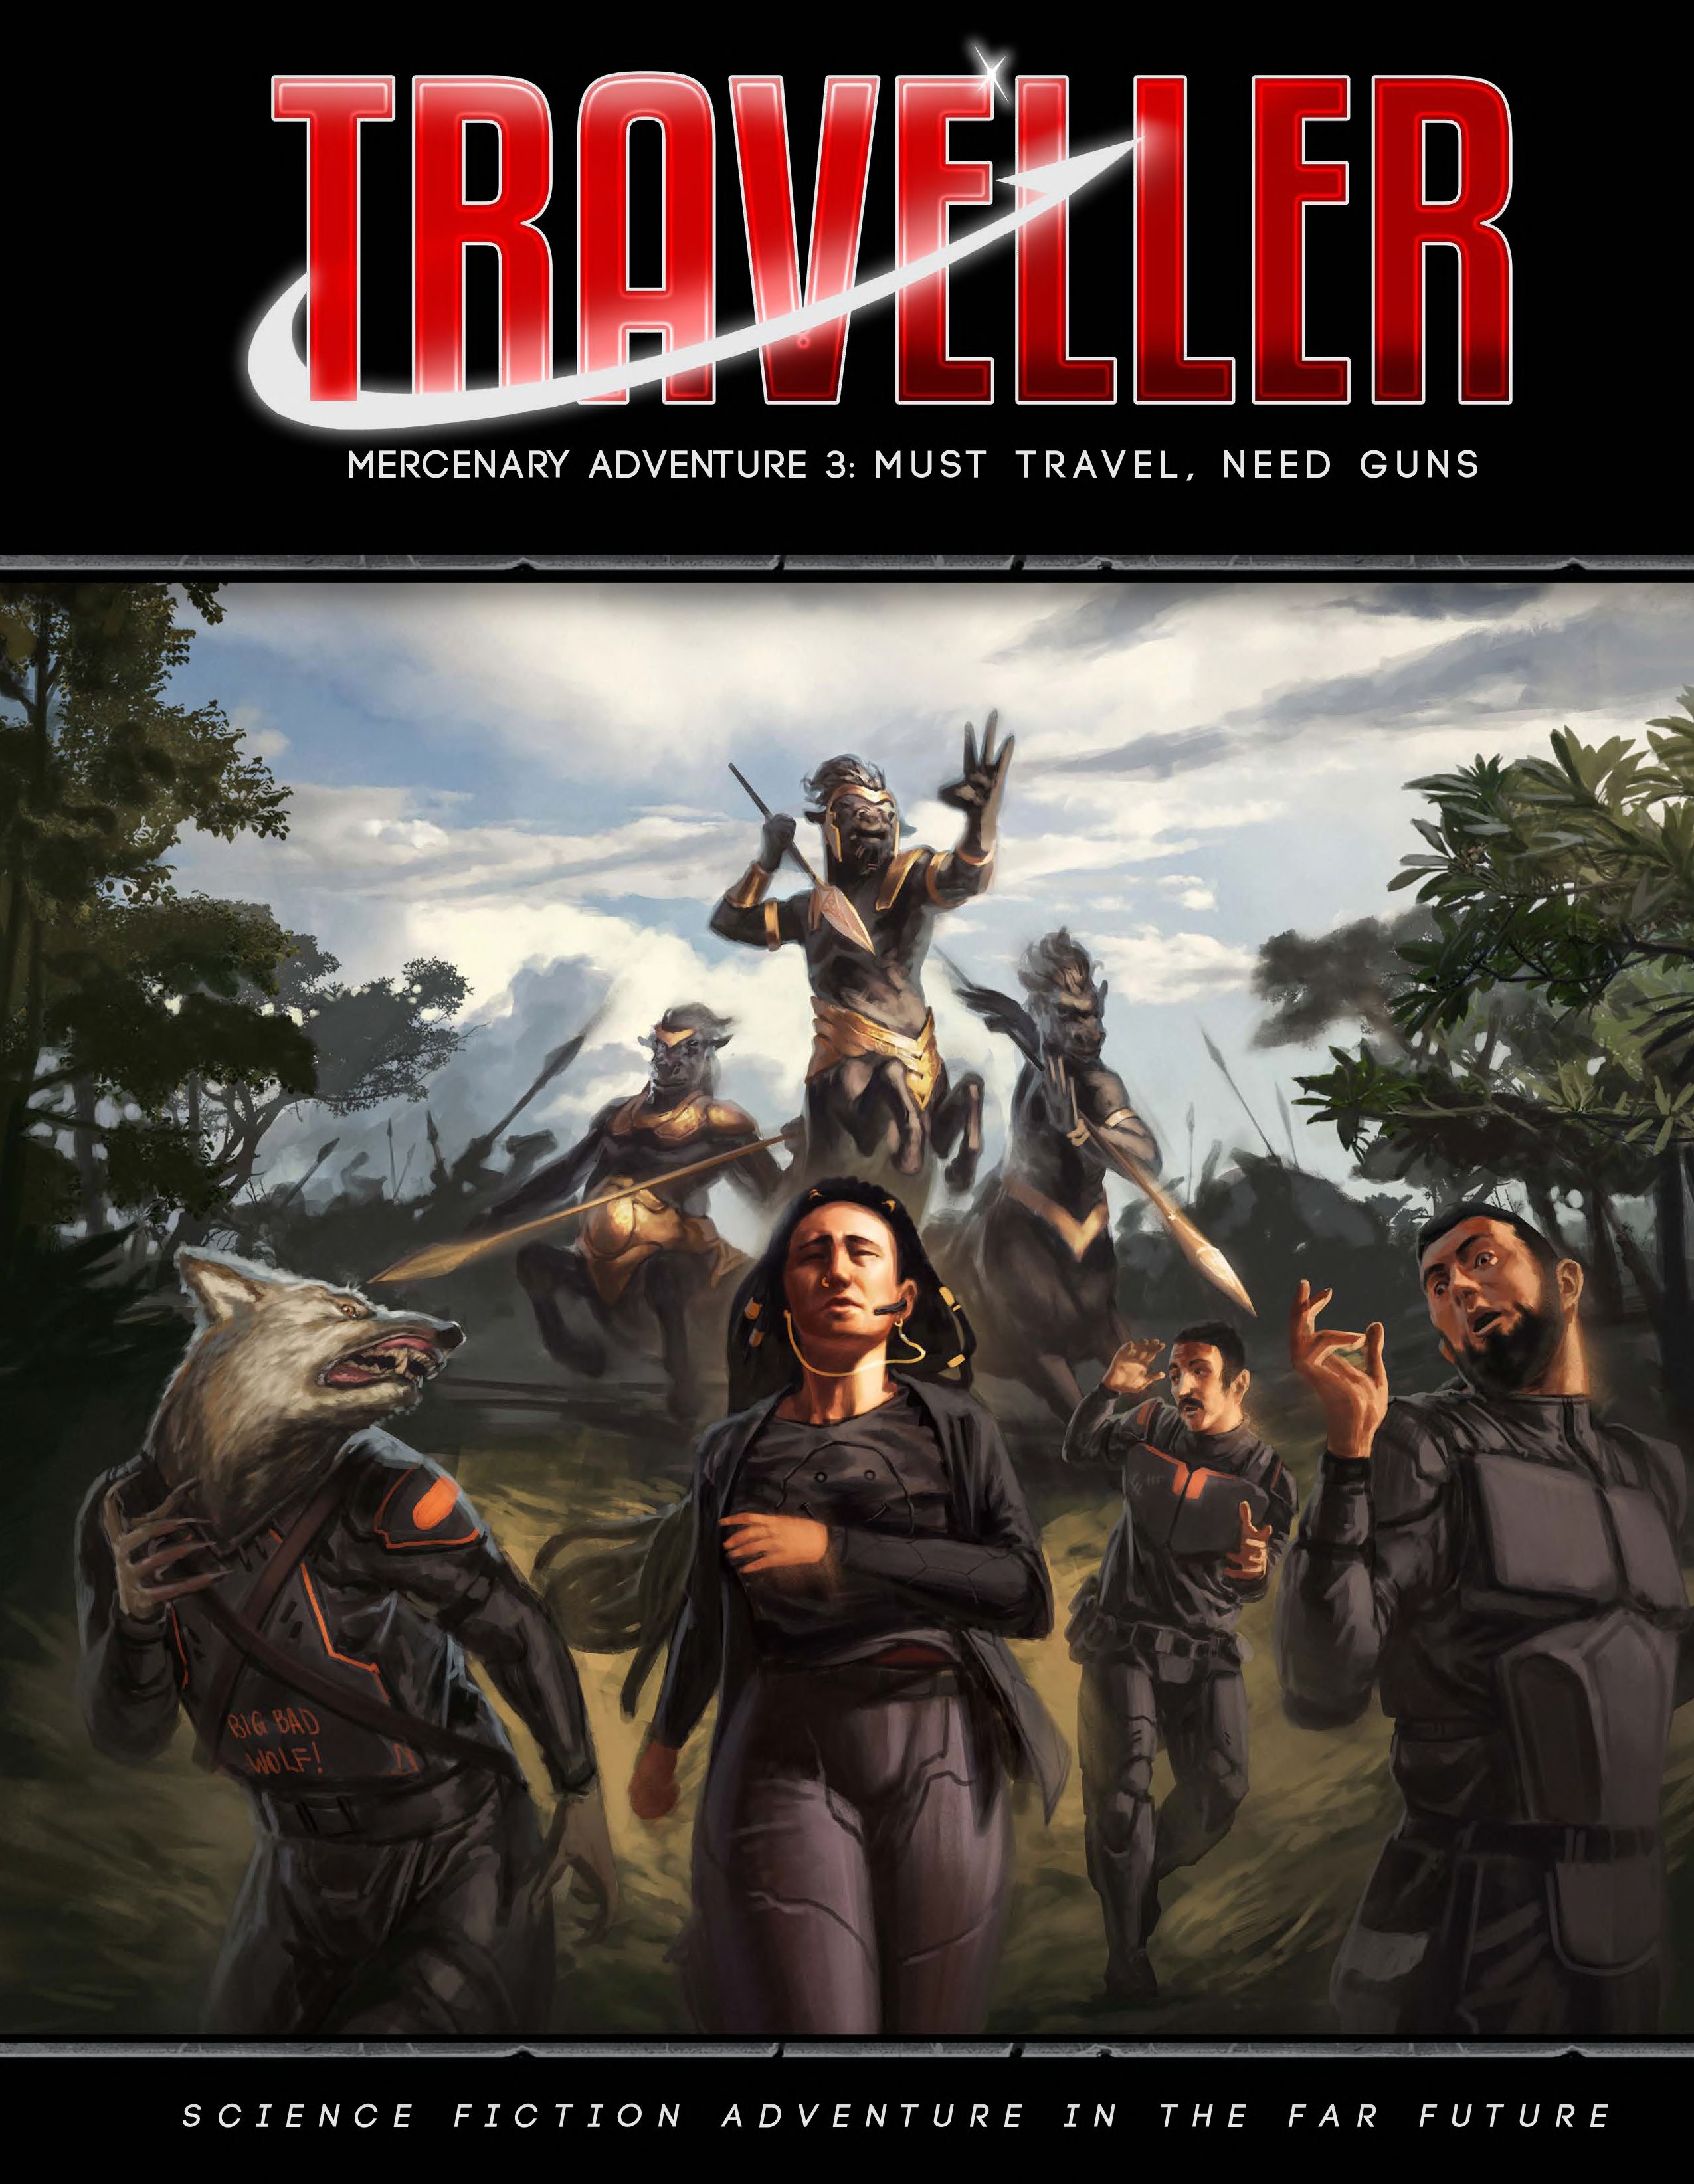 TRAVELLER
MERCENARY ADVENTURE 3: MUST TRAVEL, NEED GUNS
BIG BAD
WOLF!
SCIENCE FICTION ADVENTURE IN THE FAR FUTURE